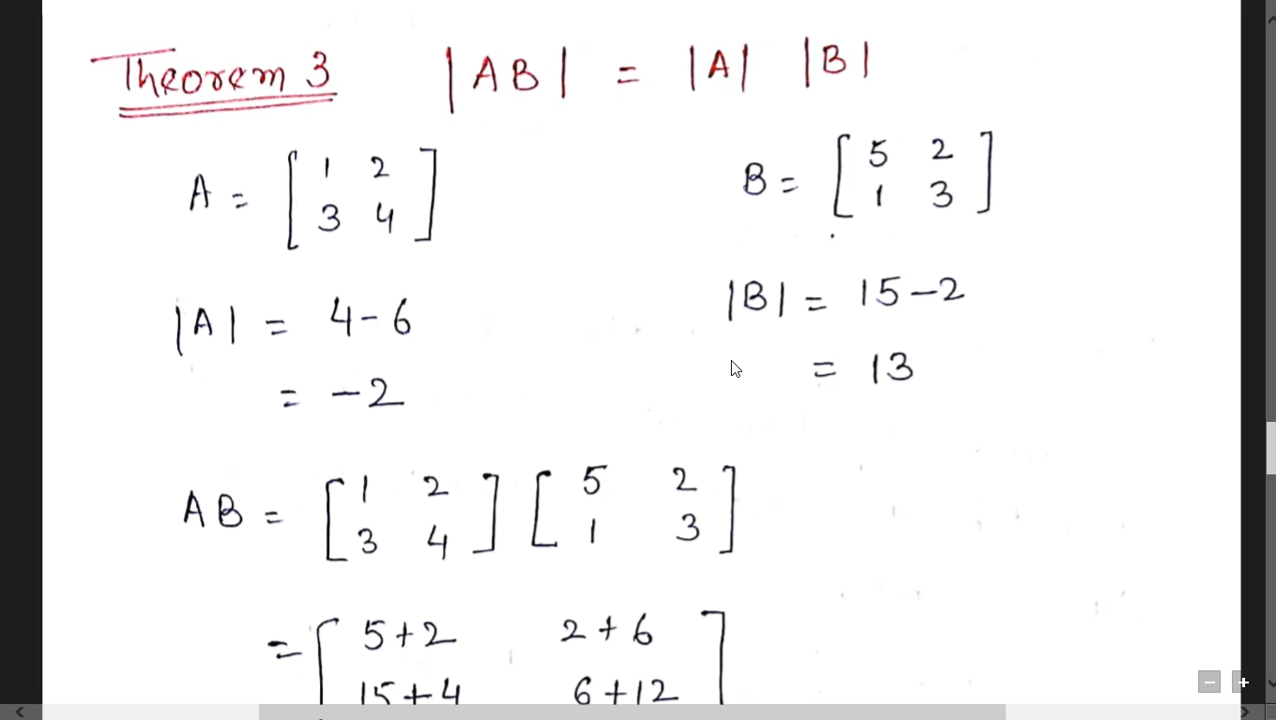 Theorem 3 |AB| = |A| |B|
A = [ 1 2 B = [ 5 2
3 4 ] 1 3 ]
|A| = 4-6 |B| = 15-2
= -2 = 13
AB = [ 1 2 ] [ 5 2 ]
3 4 1 3
= [ 5+2 2+6 ]
15+4 6+12